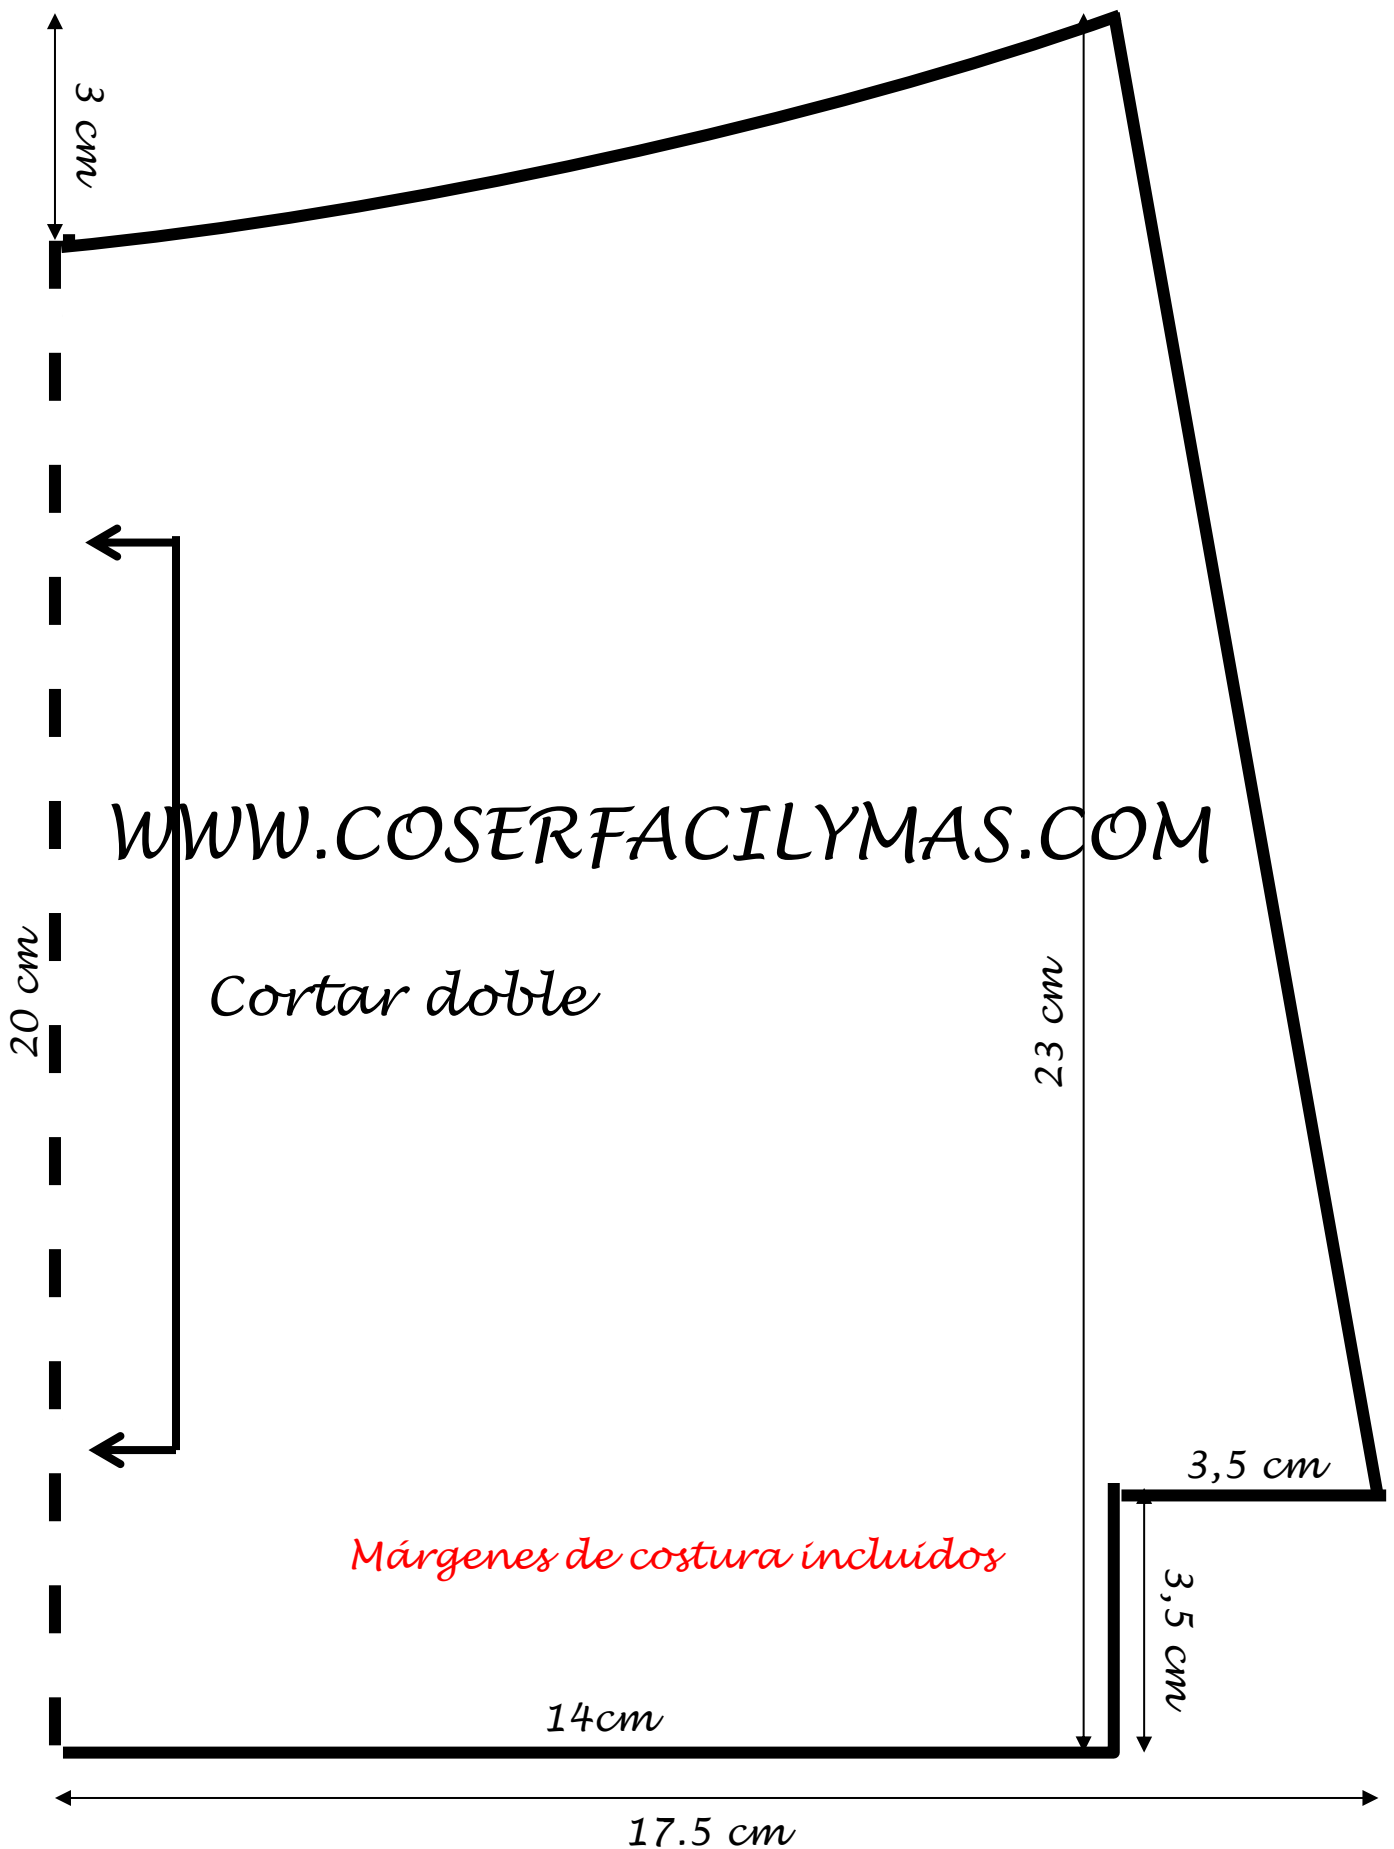 3 cm
WWW.COSERFACILYMAS.COM
20 cm
Cortar doble
23 cm
3,5 cm
Márgenes de costura incluidos
3,5 cm
14cm
17.5 cm